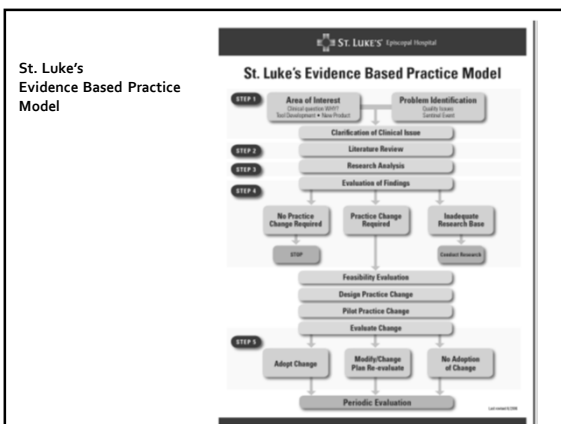 St. Luke's
Evidence Based Practice
Model
ST. LUKE'S Episcopal Hospital
St. Luke's Evidence Based Practice Model
STEP 1
Area of Interest
Clinical question WHY?
Tool Development • New Product
Problem Identification
Quality Issues
Sentinel Event
Clarification of Clinical Issue
STEP 2
Literature Review
STEP 3
Research Analysis
STEP 4
Evaluation of Findings
No Practice
Change Required
Practice Change
Required
Inadequate
Research Base
STOP
Conduct Research
Feasibility Evaluation
Design Practice Change
Pilot Practice Change
Evaluate Change
STEP 5
Adopt Change
Modify/Change
Plan Re-evaluate
No Adoption
of Change
Periodic Evaluation